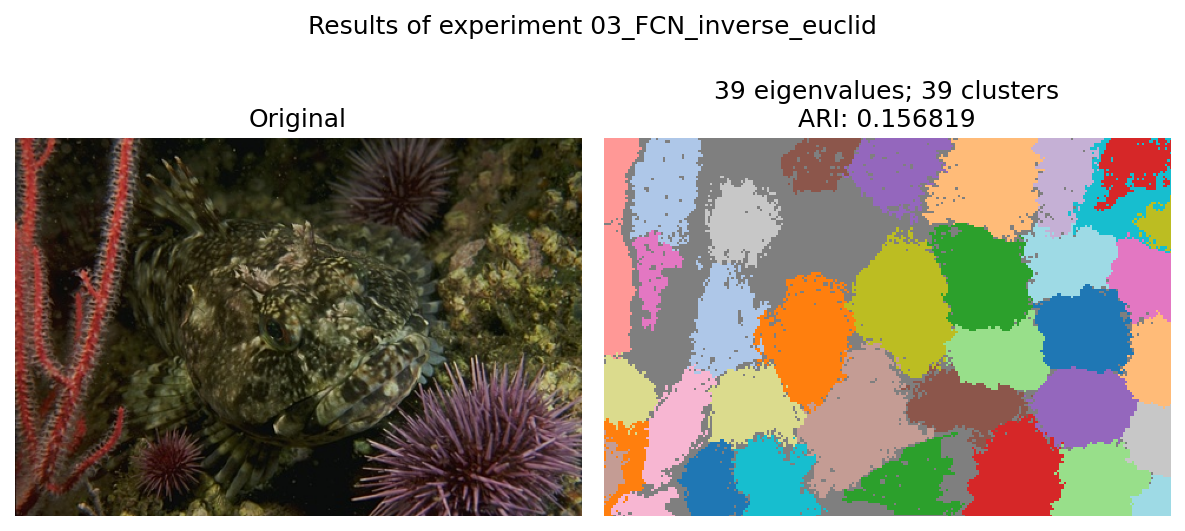 Results of experiment 03_FCN_inverse_euclid
Original
39 eigenvalues; 39 clusters
ARI: 0.156819